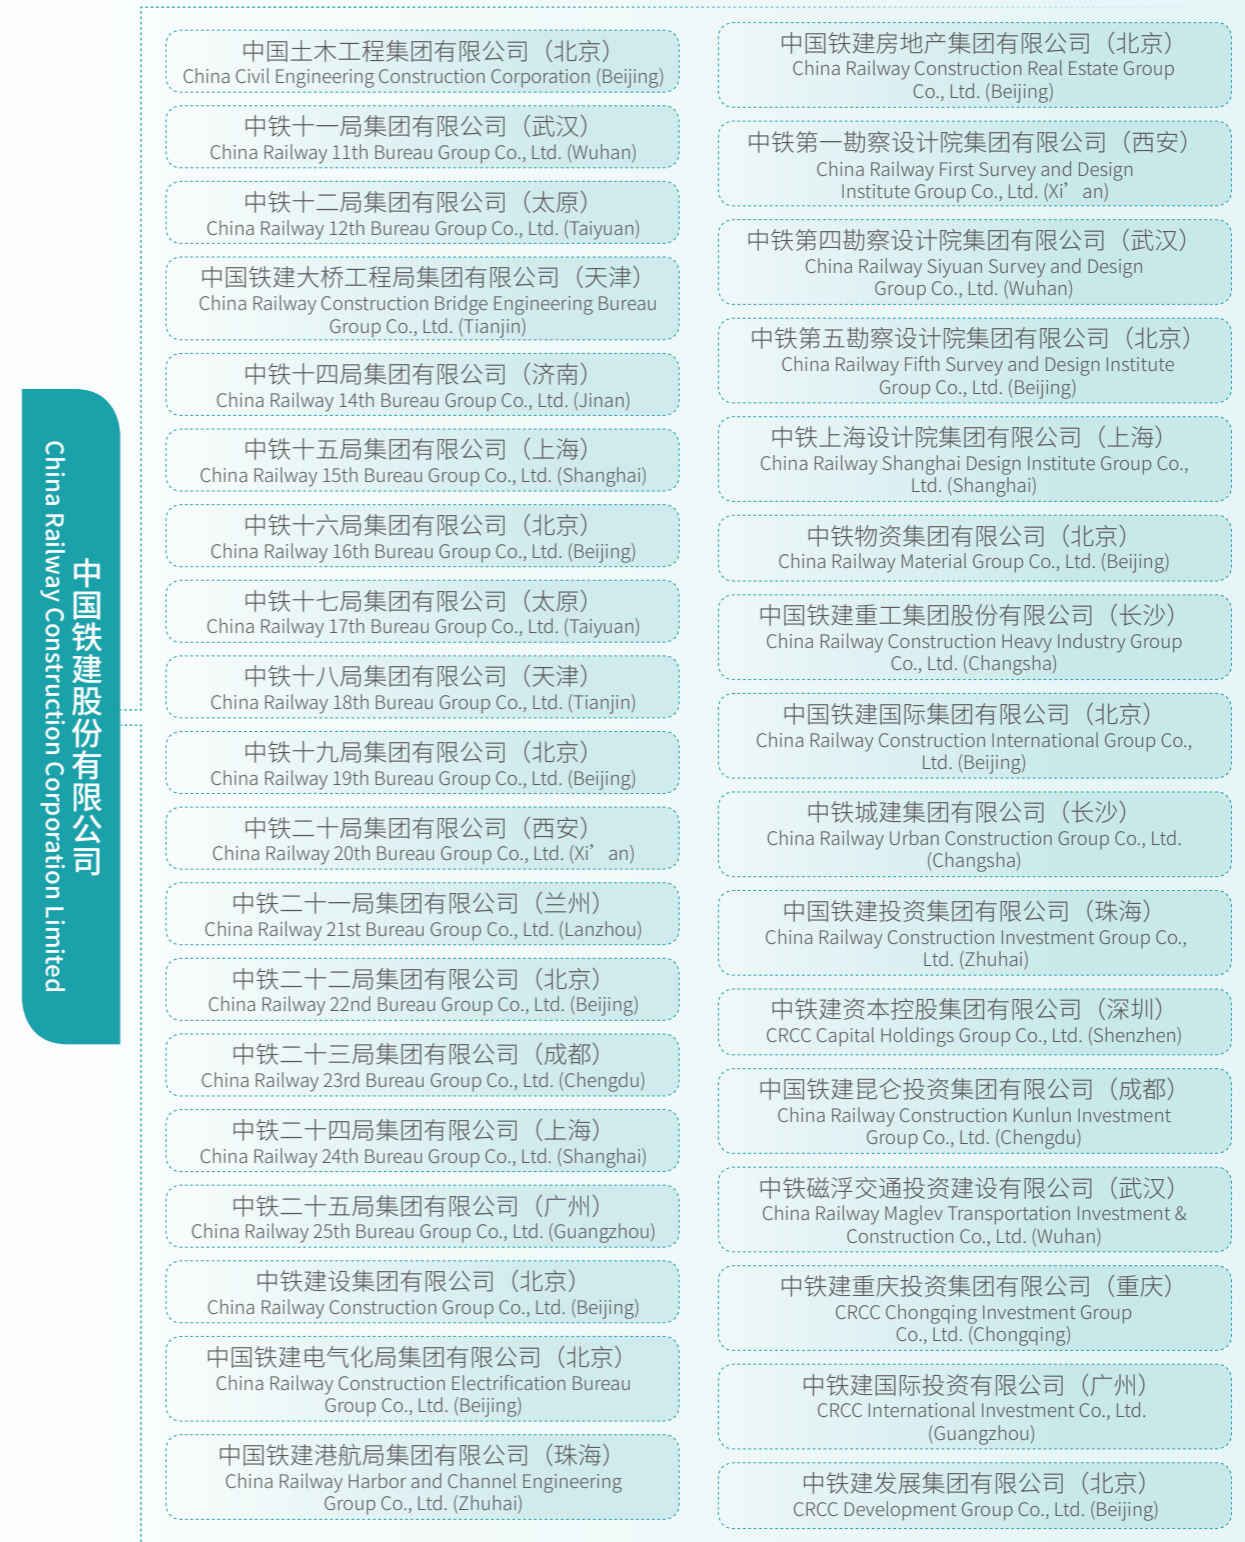 中国铁建股份有限公司
China Railway Construction Corporation Limited
中国土木工程集团有限公司（北京）
China Civil Engineering Construction Corporation (Beijing)
中铁十一局集团有限公司（武汉）
China Railway 11th Bureau Group Co., Ltd. (Wuhan)
中铁十二局集团有限公司（太原）
China Railway 12th Bureau Group Co., Ltd. (Taiyuan)
中国铁建大桥工程局集团有限公司（天津）
China Railway Construction Bridge Engineering Bureau
Group Co., Ltd. (Tianjin)
中铁十四局集团有限公司（济南）
China Railway 14th Bureau Group Co., Ltd. (Jinan)
中铁十五局集团有限公司（上海）
China Railway 15th Bureau Group Co., Ltd. (Shanghai)
中铁十六局集团有限公司（北京）
China Railway 16th Bureau Group Co., Ltd. (Beijing)
中铁十七局集团有限公司（太原）
China Railway 17th Bureau Group Co., Ltd. (Taiyuan)
中铁十八局集团有限公司（天津）
China Railway 18th Bureau Group Co., Ltd. (Tianjin)
中铁十九局集团有限公司（北京）
China Railway 19th Bureau Group Co., Ltd. (Beijing)
中铁二十局集团有限公司（西安）
China Railway 20th Bureau Group Co., Ltd. (Xi’an)
中铁二十一局集团有限公司（兰州）
China Railway 21st Bureau Group Co., Ltd. (Lanzhou)
中铁二十二局集团有限公司（北京）
China Railway 22nd Bureau Group Co., Ltd. (Beijing)
中铁二十三局集团有限公司（成都）
China Railway 23rd Bureau Group Co., Ltd. (Chengdu)
中铁二十四局集团有限公司（上海）
China Railway 24th Bureau Group Co., Ltd. (Shanghai)
中铁二十五局集团有限公司（广州）
China Railway 25th Bureau Group Co., Ltd. (Guangzhou)
中铁建设集团有限公司（北京）
China Railway Construction Group Co., Ltd. (Beijing)
中国铁建电气化局集团有限公司（北京）
China Railway Construction Electrification Bureau
Group Co., Ltd. (Beijing)
中国铁建港航局集团有限公司（珠海）
China Railway Harbor and Channel Engineering
Group Co., Ltd. (Zhuhai)
中国铁建房地产集团有限公司（北京）
China Railway Construction Real Estate Group
Co., Ltd. (Beijing)
中铁第一勘察设计院集团有限公司（西安）
China Railway First Survey and Design
Institute Group Co., Ltd. (Xi’an)
中铁第四勘察设计院集团有限公司（武汉）
China Railway Siyuan Survey and Design
Group Co., Ltd. (Wuhan)
中铁第五勘察设计院集团有限公司（北京）
China Railway Fifth Survey and Design Institute
Group Co., Ltd. (Beijing)
中铁上海设计院集团有限公司（上海）
China Railway Shanghai Design Institute Group Co.,
Ltd. (Shanghai)
中铁物资集团有限公司（北京）
China Railway Material Group Co., Ltd. (Beijing)
中国铁建重工集团股份有限公司（长沙）
China Railway Construction Heavy Industry Group
Co., Ltd. (Changsha)
中国铁建国际集团有限公司（北京）
China Railway Construction International Group Co.,
Ltd. (Beijing)
中铁城建集团有限公司（长沙）
China Railway Urban Construction Group Co., Ltd.
(Changsha)
中国铁建投资集团有限公司（珠海）
China Railway Construction Investment Group Co.,
Ltd. (Zhuhai)
中铁建资本控股集团有限公司（深圳）
CRCC Capital Holdings Group Co., Ltd. (Shenzhen)
中国铁建昆仑投资集团有限公司（成都）
China Railway Construction Kunlun Investment
Group Co., Ltd. (Chengdu)
中铁磁浮交通投资建设有限公司（武汉）
China Railway Maglev Transportation Investment &
Construction Co., Ltd. (Wuhan)
中铁建重庆投资集团有限公司（重庆）
CRCC Chongqing Investment Group
Co., Ltd. (Chongqing)
中铁建国际投资有限公司（广州）
CRCC International Investment Co., Ltd.
(Guangzhou)
中铁建发展集团有限公司（北京）
CRCC Development Group Co., Ltd. (Beijing)